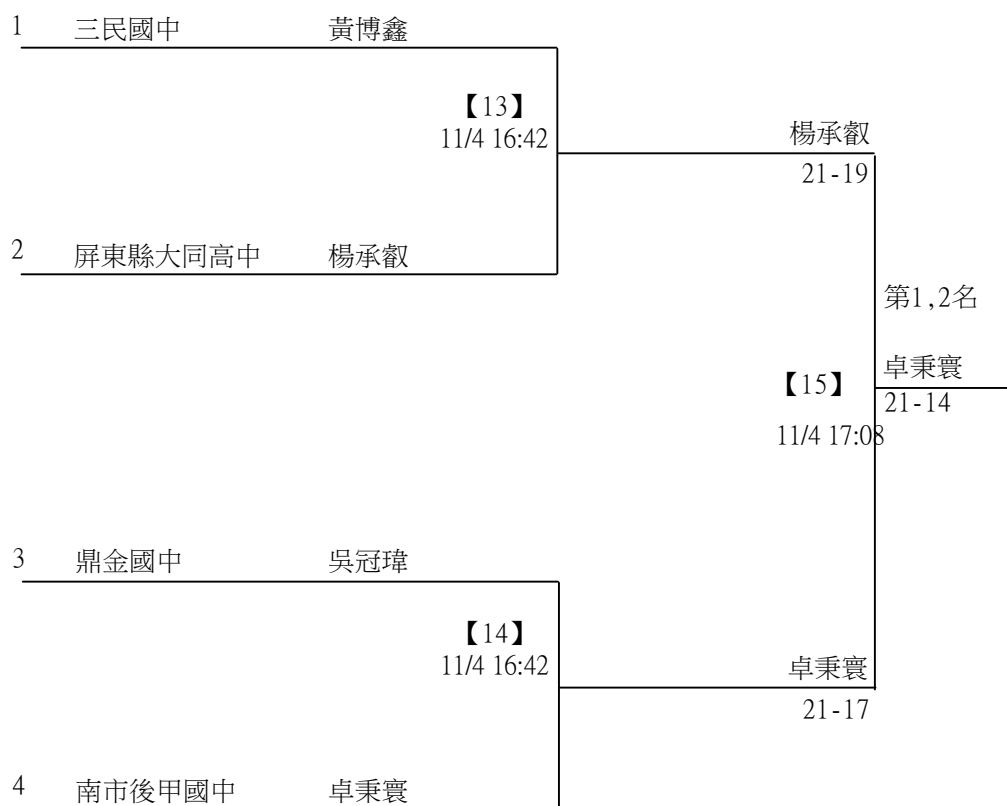 1 三民國中 黃博鑫
【13】
11/4 16:42
楊承叡
21-19
2 屏東縣大同高中 楊承叡
第1,2名
【15】
卓秉寰
21-14
11/4 17:08
3 鼎金國中 吳冠瑋
【14】
11/4 16:42
卓秉寰
21-17
4 南市後甲國中 卓秉寰